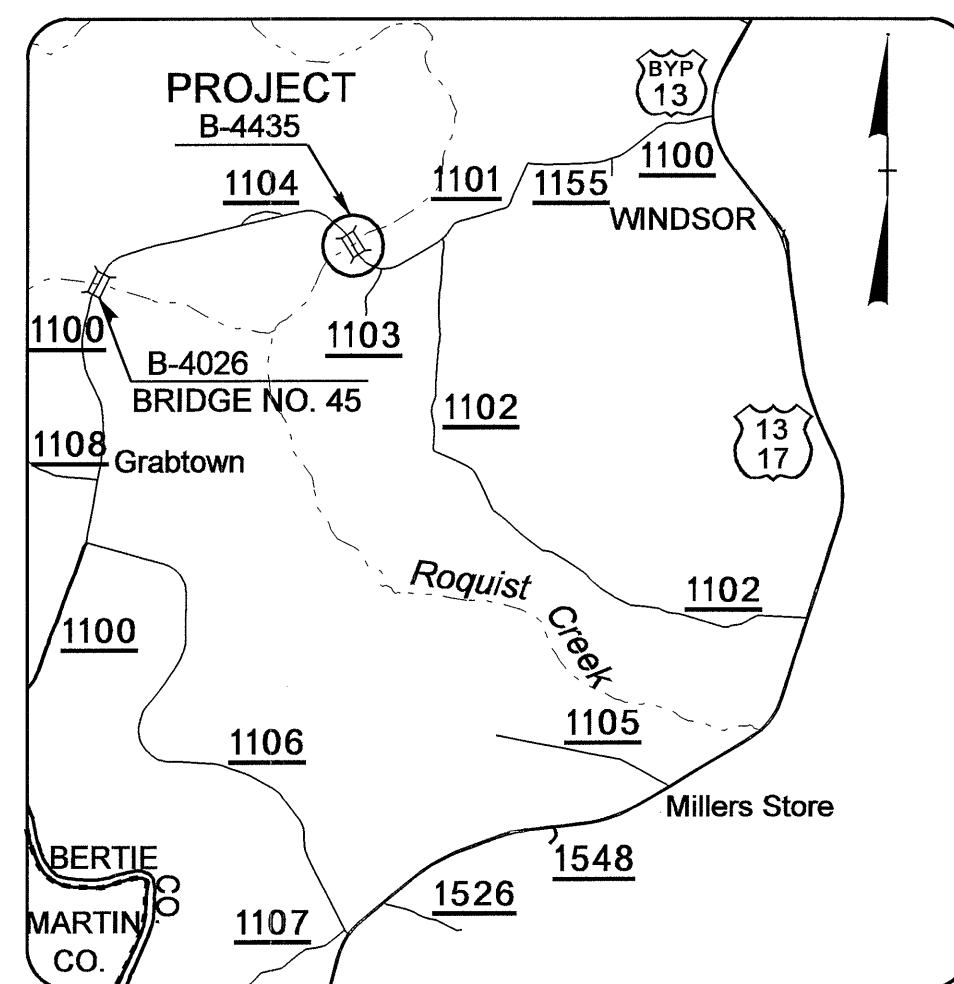 BYP
13
PROJECT
B-4435
1104
1101
1155
1100
WINDSOR
1100
1103
B-4026
BRIDGE NO. 45
1102
13
17
1108
Grabtown
Roquist
Creek
1102
1100
1105
1106
Millers Store
BERTIE
CO.
1548
1526
MARTIN
CO.
1107